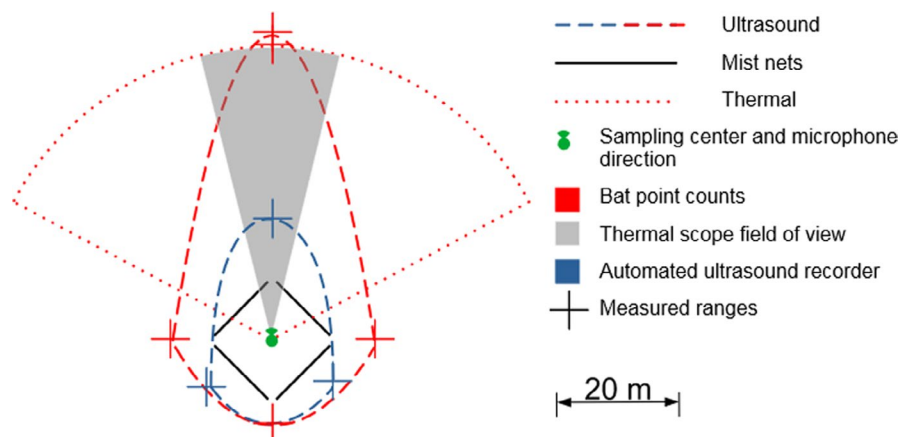 Ultrasound
Mist nets
Thermal
Sampling center and microphone
direction
Bat point counts
Thermal scope field of view
Automated ultrasound recorder
Measured ranges
20 m